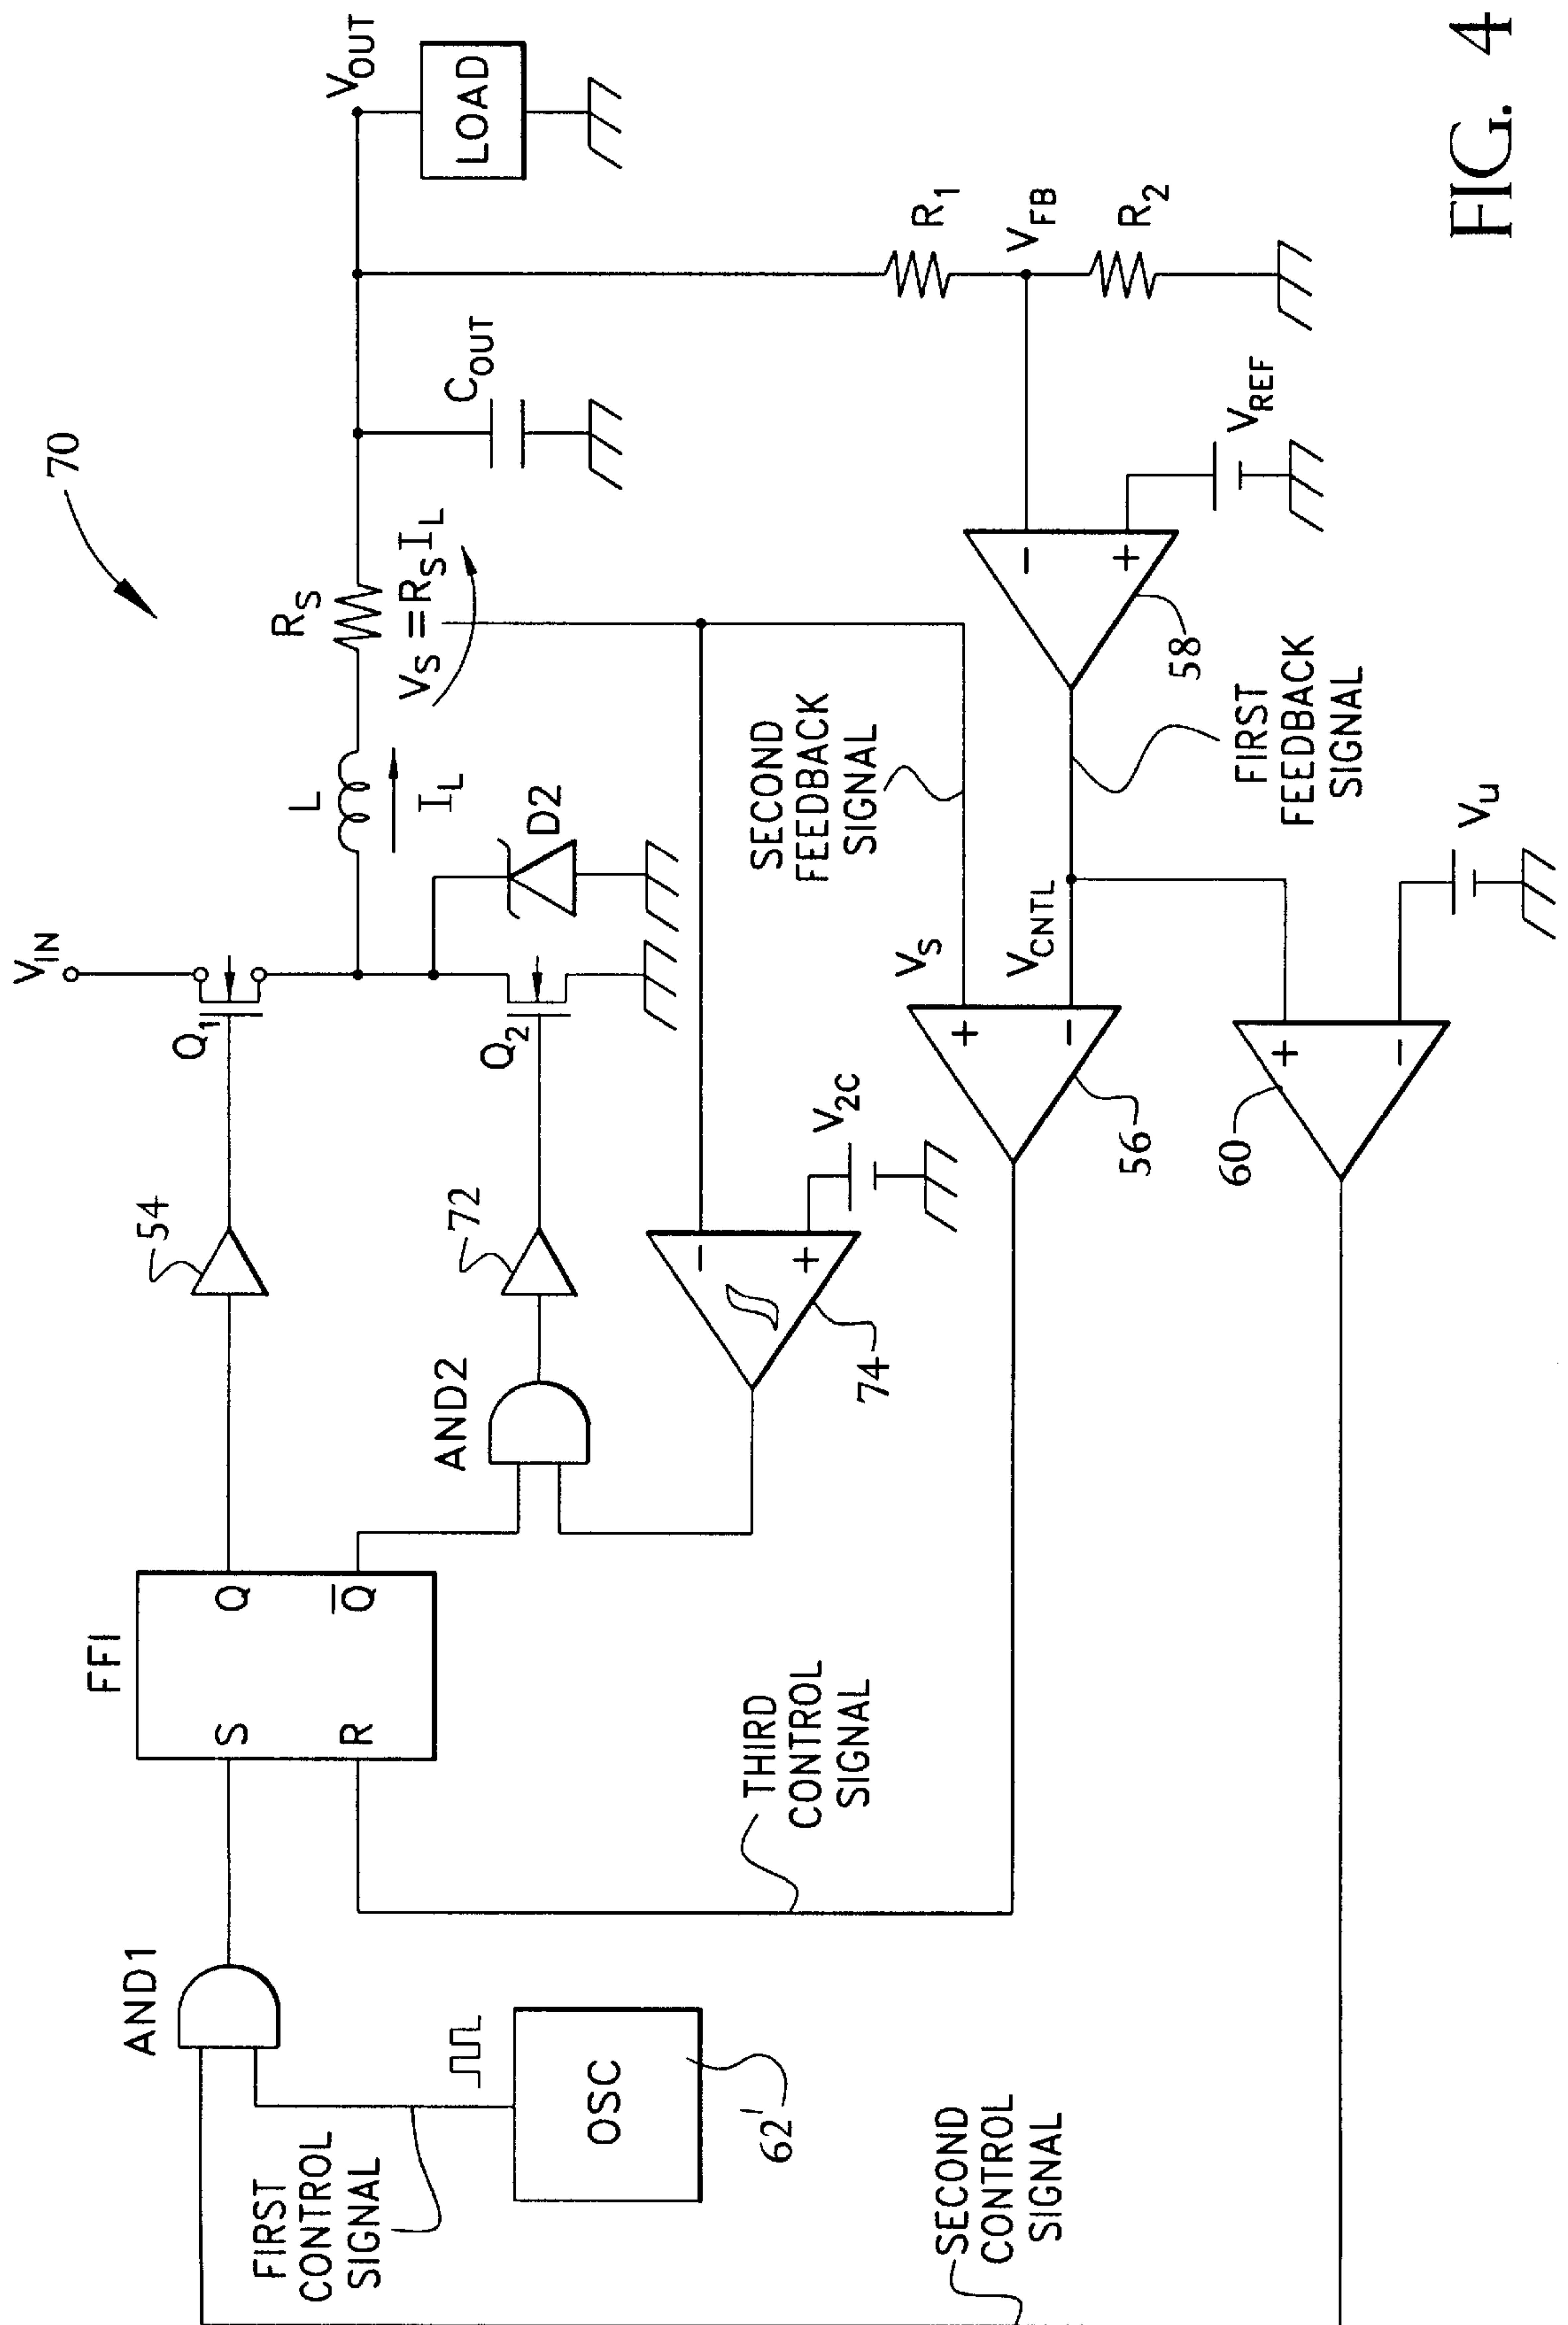 70
V_IN
Q_1
L
I_L
R_S
V_S = R_S I_L
V_OUT
LOAD
C_OUT
D2
Q_2
54
72
AND2
FF1
S
Q
R
Q̅
AND1
OSC
62'
FIRST
CONTROL
SIGNAL
SECOND
CONTROL
SIGNAL
THIRD
CONTROL
SIGNAL
−
+
74
V_2C
SECOND
FEEDBACK
SIGNAL
V_S
V_CNTL
+
−
56
FIRST
FEEDBACK
SIGNAL
−
+
58
V_REF
R_1
V_FB
R_2
+
−
60
V_u
FIG. 4